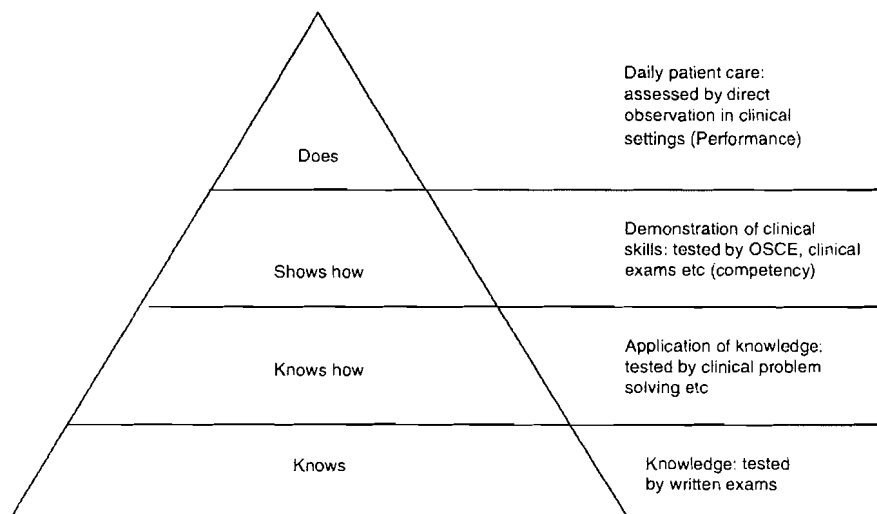 Does
Daily patient care:
assessed by direct
observation in clinical
settings (Performance)
Shows how
Demonstration of clinical
skills: tested by OSCE, clinical
exams etc (competency)
Knows how
Application of knowledge:
tested by clinical problem
solving etc
Knows
Knowledge: tested
by written exams